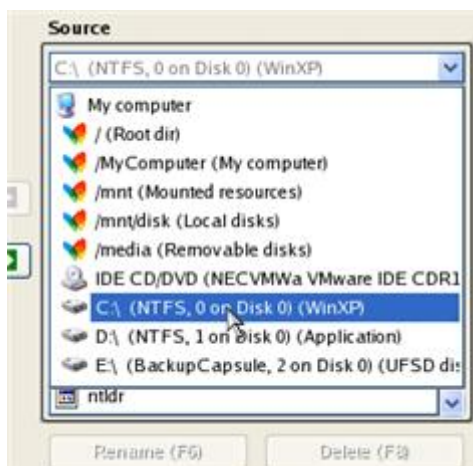 Source
C:\ (NTFS, 0 on Disk 0) (WinXP)
My computer
/ (Root dir)
/MyComputer (My computer)
/mnt (Mounted resources)
/mnt/disk (Local disks)
/media (Removable disks)
IDE CD/DVD (NECVMWa VMware IDE CDR1
C:\ (NTFS, 0 on Disk 0) (WinXP)
D:\ (NTFS, 1 on Disk 0) (Application)
E:\ (BackupCapsule, 2 on Disk 0) (UFSD dis
ntldr
Rename (F6) Delete (F8)